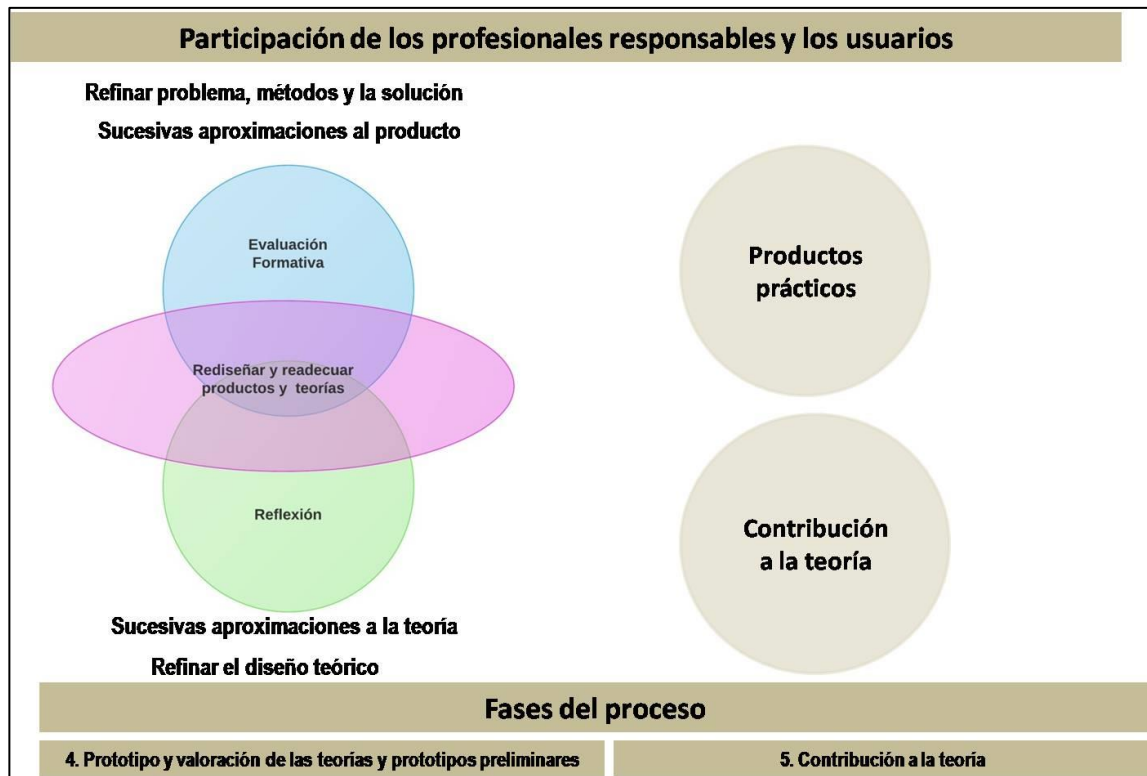 Participación de los profesionales responsables y los usuarios
Refinar problema, métodos y la solución
Sucesivas aproximaciones al producto
Evaluación
Formativa
Rediseñar y readecuar
productos y teorías
Reflexión
Sucesivas aproximaciones a la teoría
Refinar el diseño teórico
Productos
prácticos
Contribución
a la teoría
Fases del proceso
4. Prototipo y valoración de las teorías y prototipos preliminares
5. Contribución a la teoría